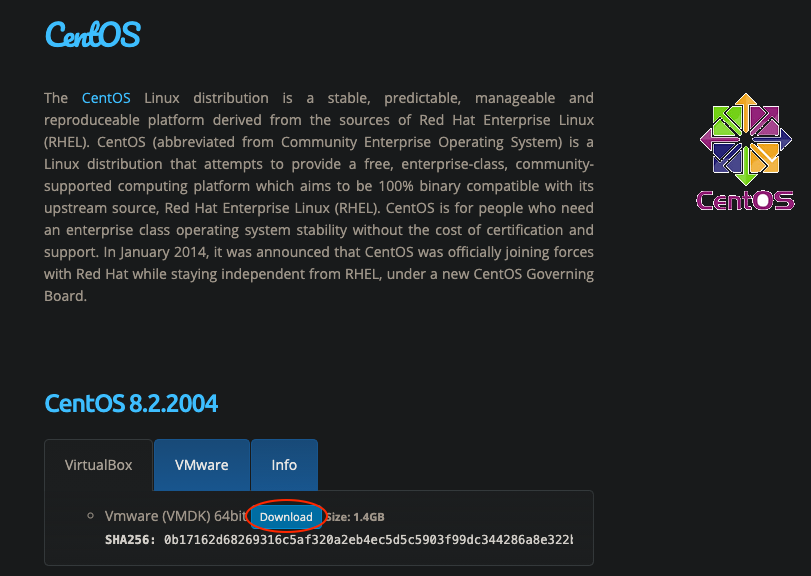 CentOS
The CentOS Linux distribution is a stable, predictable, manageable and
reproduceable platform derived from the sources of Red Hat Enterprise Linux
(RHEL). CentOS (abbreviated from Community Enterprise Operating System) is a
Linux distribution that attempts to provide a free, enterprise-class, community-
supported computing platform which aims to be 100% binary compatible with its
upstream source, Red Hat Enterprise Linux (RHEL). CentOS is for people who need
an enterprise class operating system stability without the cost of certification and
support. In January 2014, it was announced that CentOS was officially joining forces
with Red Hat while staying independent from RHEL, under a new CentOS Governing
Board.
CentOS
CentOS 8.2.2004
VirtualBox VMware Info
Vmware (VMDK) 64bit Download Size: 1.4GB
SHA256: 0b17162d68269316c5af320a2eb4ec5d5c5903f99dc344286a8e322b